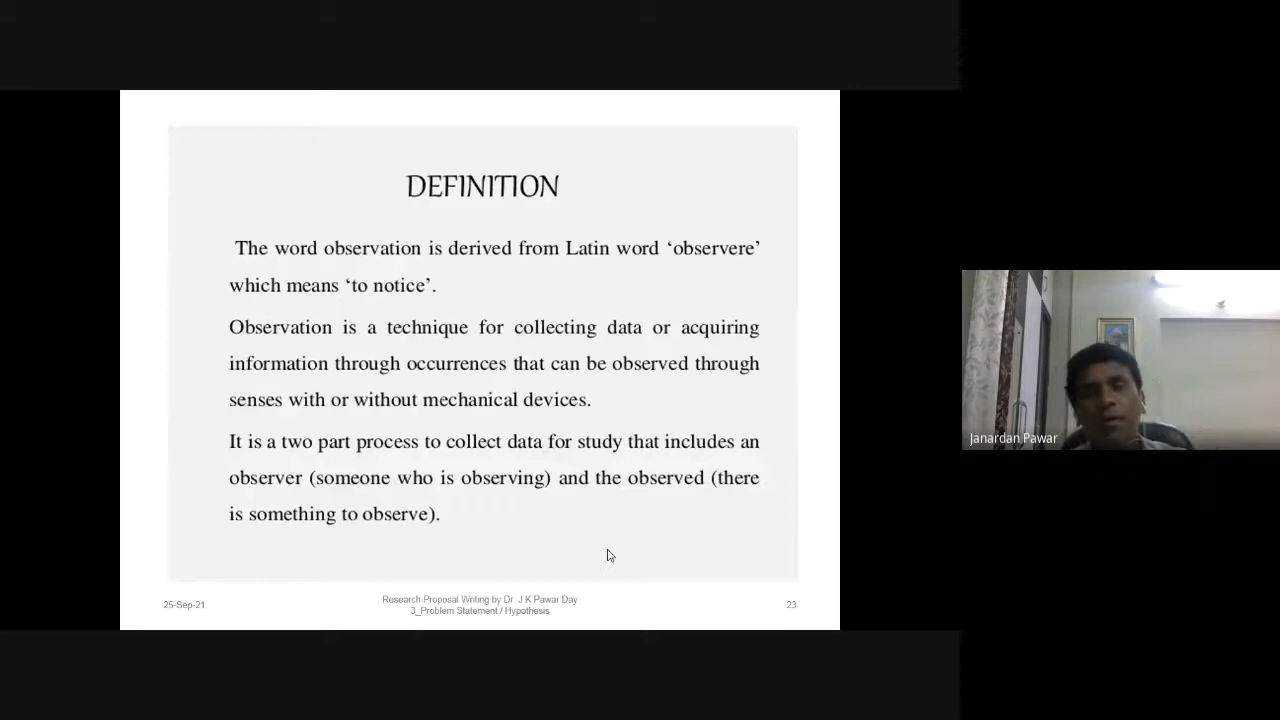 DEFINITION
The word observation is derived from Latin word ‘observere’
which means ‘to notice’.
Observation is a technique for collecting data or acquiring
information through occurrences that can be observed through
senses with or without mechanical devices.
It is a two part process to collect data for study that includes an
observer (someone who is observing) and the observed (there
is something to observe).
25-Sep-21
Research Proposal Writing by Dr. J K Pawar Day
3_Problem Statement / Hypothesis
23
Janardan Pawar